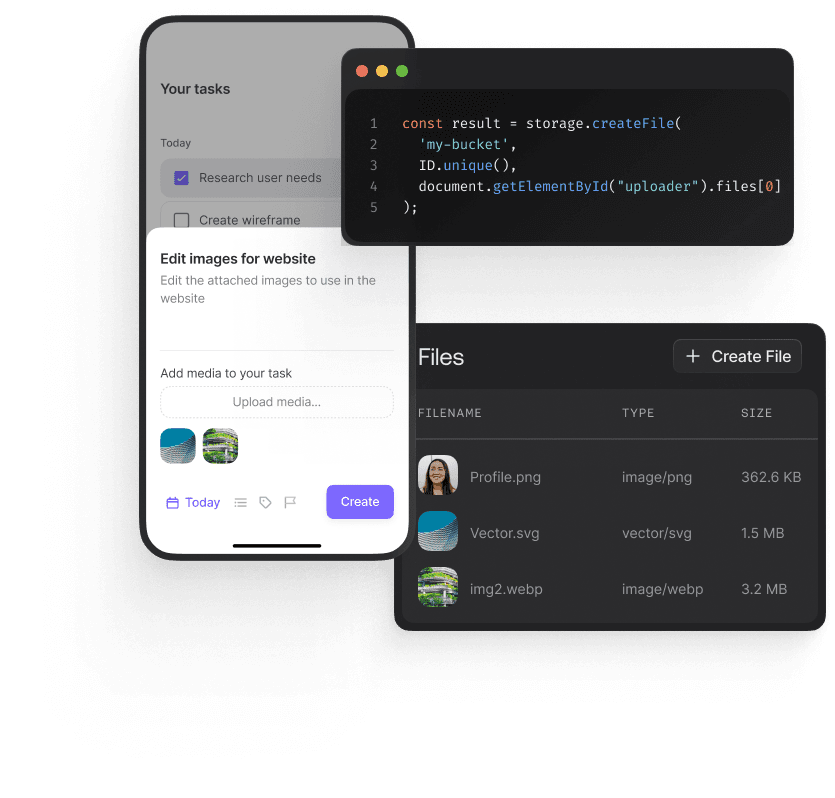 Your tasks
Today
Research user needs
Create wireframe
Edit images for website
Edit the attached images to use in the
website
Add media to your task
Upload media...
Today
Create
1 const result = storage.createFile(
2 'my-bucket',
3 ID.unique(),
4 document.getElementById("uploader").files[0]
5 );
Files
+ Create File
FILENAME TYPE SIZE
Profile.png image/png 362.6 KB
Vector.svg vector/svg 1.5 MB
img2.webp image/webp 3.2 MB